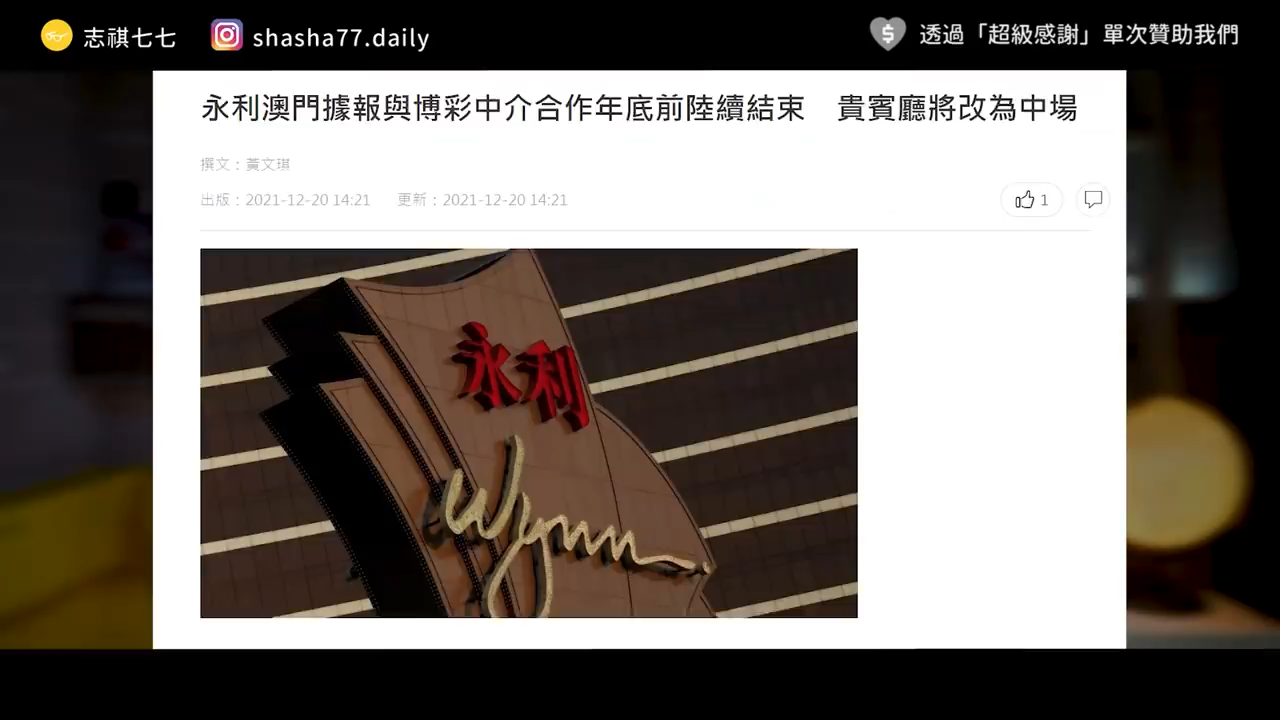 志祺七七
shasha77.daily
透過「超級感謝」單次贊助我們
永利澳門據報與博彩中介合作年底前陸續結束　貴賓廳將改為中場
撰文：黃文琪
出版：2021-12-20 14:21
更新：2021-12-20 14:21
1
永利
Wynn